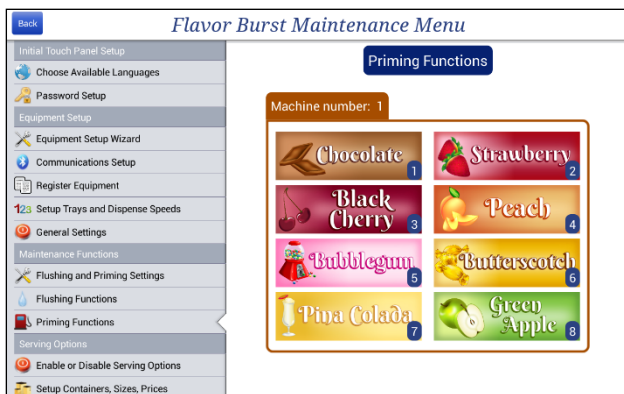 Back
Flavor Burst Maintenance Menu
Initial Touch Panel Setup
Choose Available Languages
Password Setup
Equipment Setup
Equipment Setup Wizard
Communications Setup
Register Equipment
123 Setup Trays and Dispense Speeds
General Settings
Maintenance Functions
Flushing and Priming Settings
Flushing Functions
Priming Functions
Serving Options
Enable or Disable Serving Options
Setup Containers, Sizes, Prices
Priming Functions
Machine number: 1
Chocolate
1
Strawberry
2
Black
Cherry
3
Peach
4
Bubblegum
5
Butterscotch
6
Pina Colada
7
Green
Apple
8